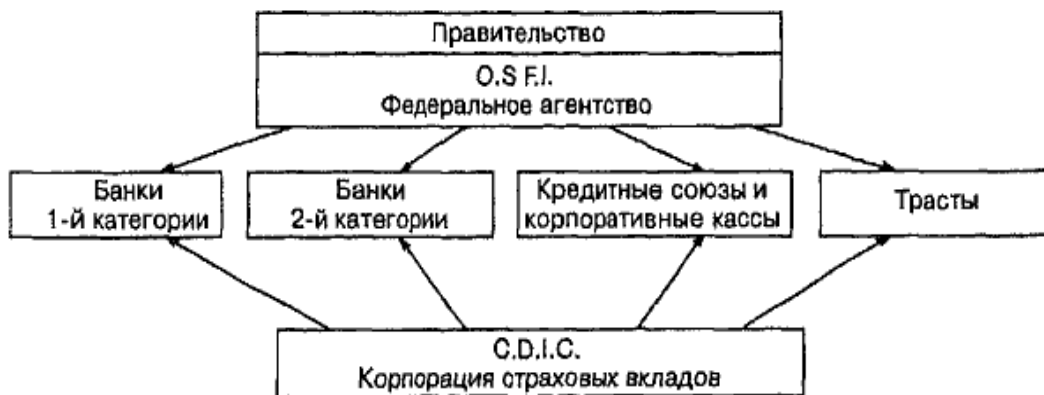 Правительство
O.S F.I.
Федеральное агентство
Банки
1-й категории
Банки
2-й категории
Кредитные союзы и
корпоративные кассы
Трасты
C.D.I.C.
Корпорация страховых вкладов